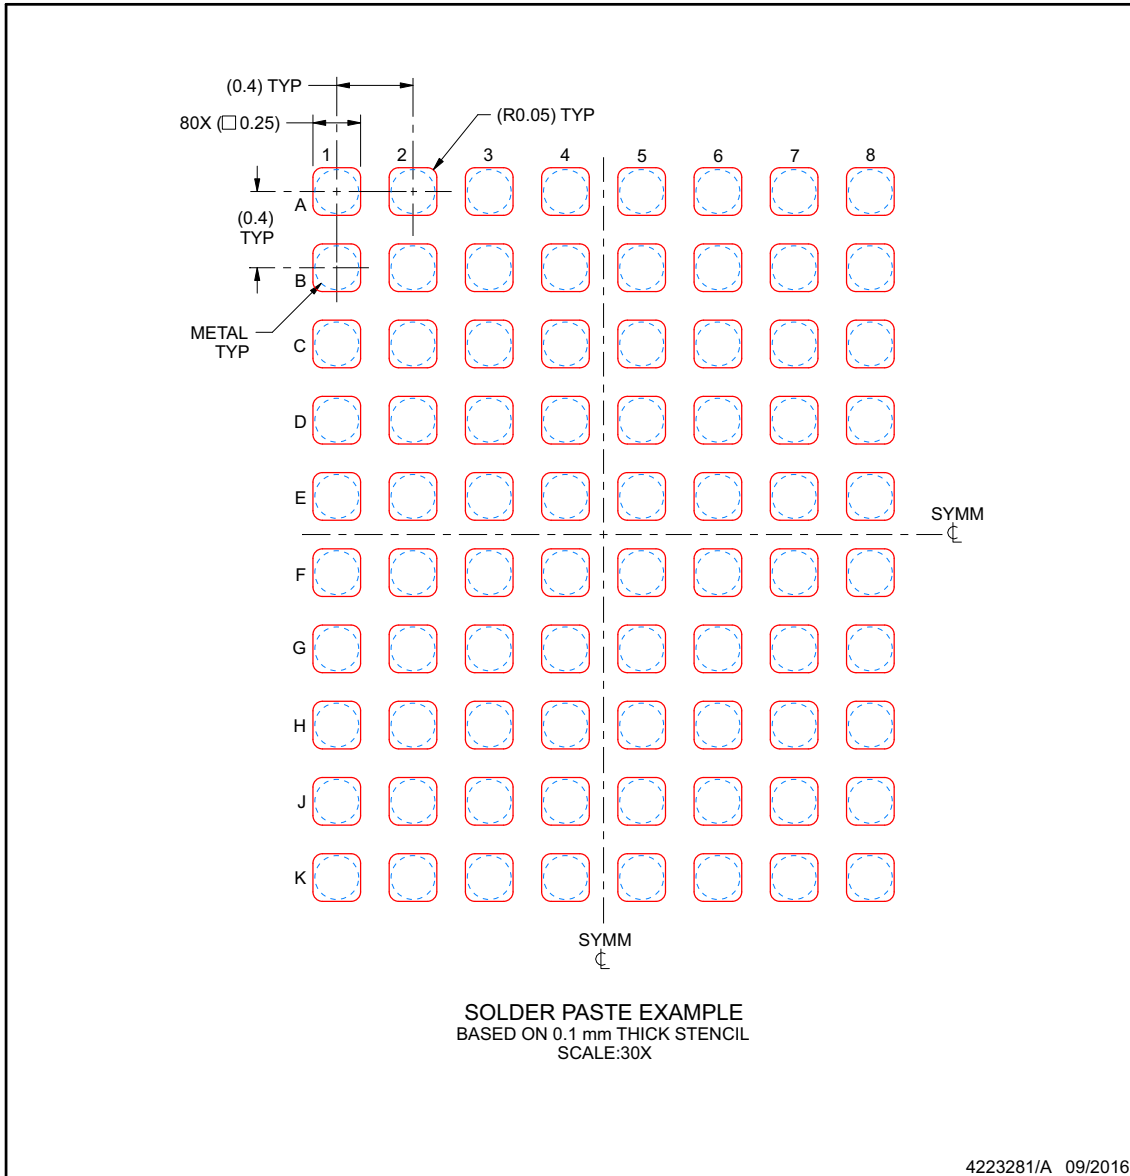 (0.4) TYP
80X (□ 0.25)
(R0.05) TYP
1 2 3 4 5 6 7 8
A
(0.4)
TYP
B
METAL
TYP
C
D
E
SYMM
℄
F
G
H
J
K
SYMM
℄
SOLDER PASTE EXAMPLE
BASED ON 0.1 mm THICK STENCIL
SCALE:30X
4223281/A 09/2016